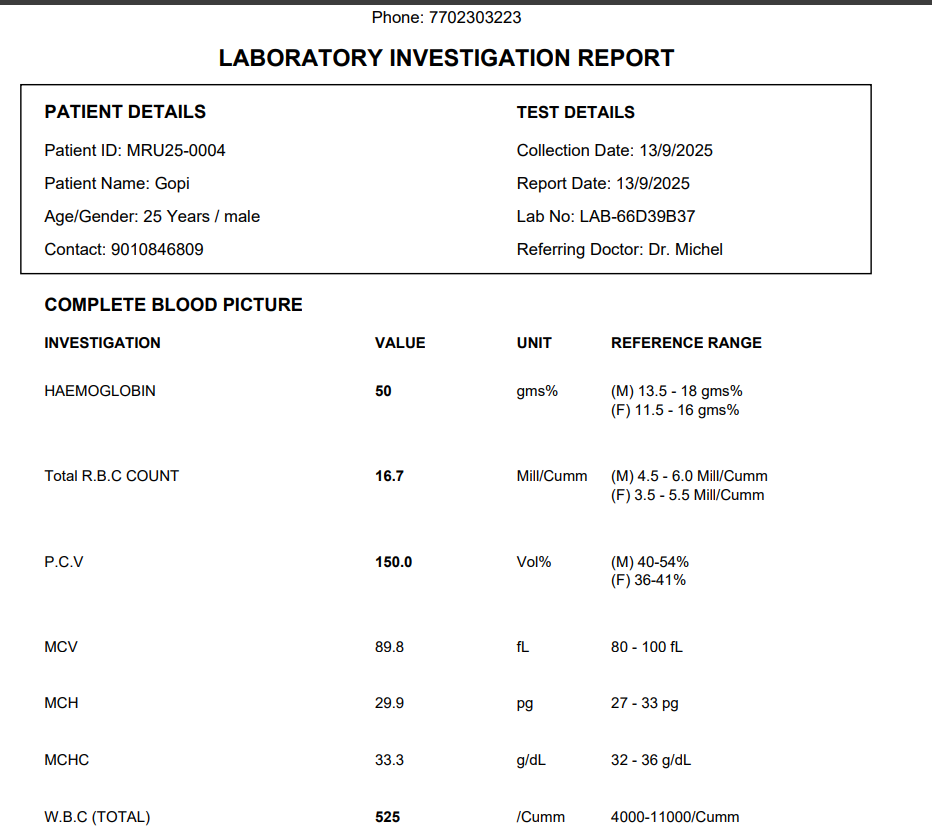 Phone: 7702303223
LABORATORY INVESTIGATION REPORT
PATIENT DETAILS
Patient ID: MRU25-0004
Patient Name: Gopi
Age/Gender: 25 Years / male
Contact: 9010846809
TEST DETAILS
Collection Date: 13/9/2025
Report Date: 13/9/2025
Lab No: LAB-66D39B37
Referring Doctor: Dr. Michel
COMPLETE BLOOD PICTURE
INVESTIGATION VALUE UNIT REFERENCE RANGE
HAEMOGLOBIN 50 gms% (M) 13.5 - 18 gms%
(F) 11.5 - 16 gms%
Total R.B.C COUNT 16.7 Mill/Cumm (M) 4.5 - 6.0 Mill/Cumm
(F) 3.5 - 5.5 Mill/Cumm
P.C.V 150.0 Vol% (M) 40-54%
(F) 36-41%
MCV 89.8 fL 80 - 100 fL
MCH 29.9 pg 27 - 33 pg
MCHC 33.3 g/dL 32 - 36 g/dL
W.B.C (TOTAL) 525 /Cumm 4000-11000/Cumm